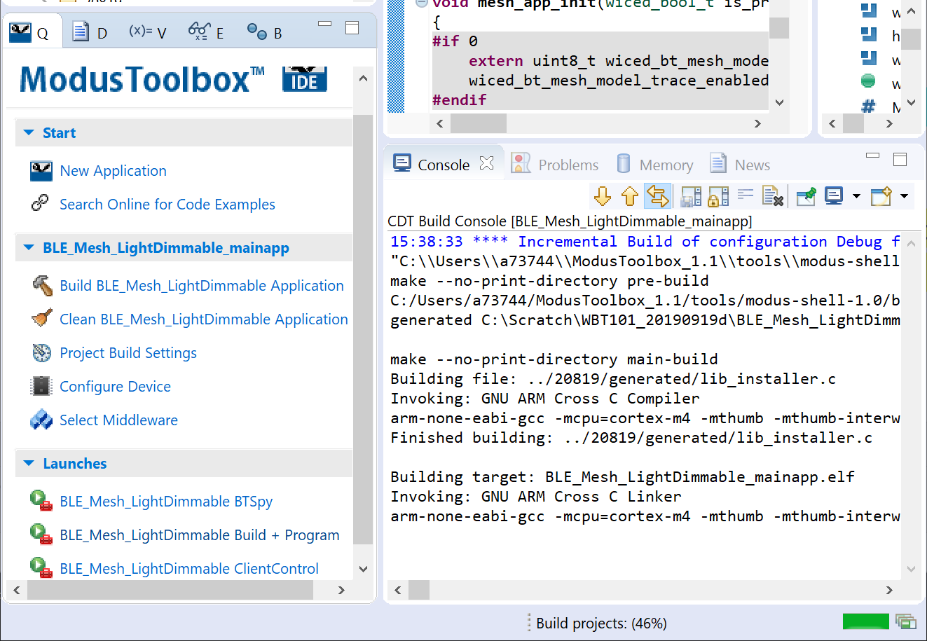 Q D (x)= V E B
ModusToolbox™ IDE
Start
New Application
Search Online for Code Examples
BLE_Mesh_LightDimmable_mainapp
Build BLE_Mesh_LightDimmable Application
Clean BLE_Mesh_LightDimmable Application
Project Build Settings
Configure Device
Select Middleware
Launches
BLE_Mesh_LightDimmable BTSpy
BLE_Mesh_LightDimmable Build + Program
BLE_Mesh_LightDimmable ClientControl
void mesh_app_init(wiced_bool_t is_pr
{
#if 0
extern uint8_t wiced_bt_mesh_mode
wiced_bt_mesh_model_trace_enabled
#endif
w
h
w
w
# M
Console Problems Memory News
CDT Build Console [BLE_Mesh_LightDimmable_mainapp]
15:38:33 **** Incremental Build of configuration Debug f
"C:\\Users\\a73744\\ModusToolbox_1.1\\tools\\modus-shell
make --no-print-directory pre-build
C:/Users/a73744/ModusToolbox_1.1/tools/modus-shell-1.0/b
generated C:\Scratch\WBT101_20190919d\BLE_Mesh_LightDimm
make --no-print-directory main-build
Building file: ../20819/generated/lib_installer.c
Invoking: GNU ARM Cross C Compiler
arm-none-eabi-gcc -mcpu=cortex-m4 -mthumb -mthumb-interw
Finished building: ../20819/generated/lib_installer.c
Building target: BLE_Mesh_LightDimmable_mainapp.elf
Invoking: GNU ARM Cross C Linker
arm-none-eabi-gcc -mcpu=cortex-m4 -mthumb -mthumb-interw
Build projects: (46%)